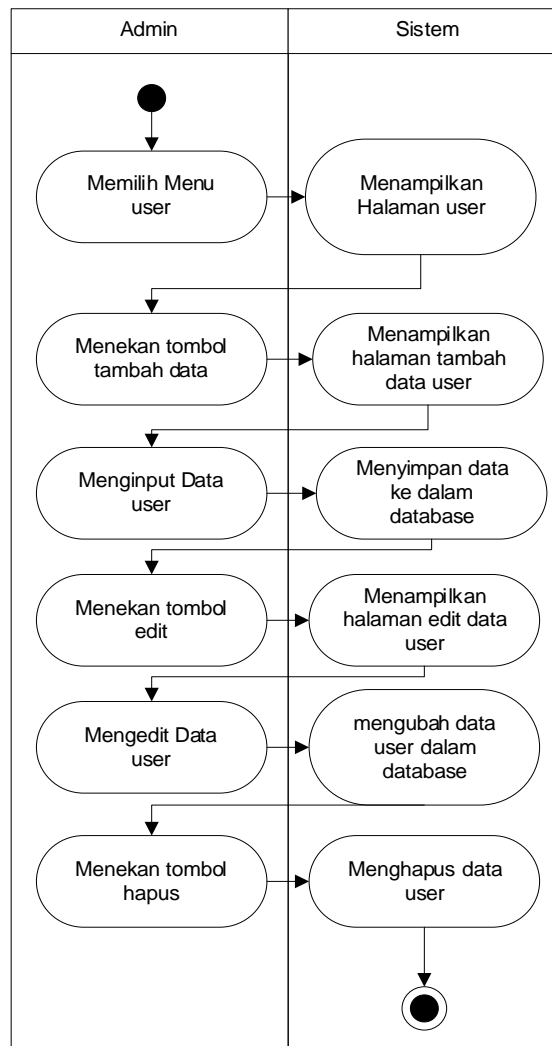 Admin
Sistem
Memilih Menu
user
Menampilkan
Halaman user
Menekan tombol
tambah data
Menampilkan
halaman tambah
data user
Menginput Data
user
Menyimpan data
ke dalam
database
Menekan tombol
edit
Menampilkan
halaman edit data
user
Mengedit Data
user
mengubah data
user dalam
database
Menekan tombol
hapus
Menghapus data
user